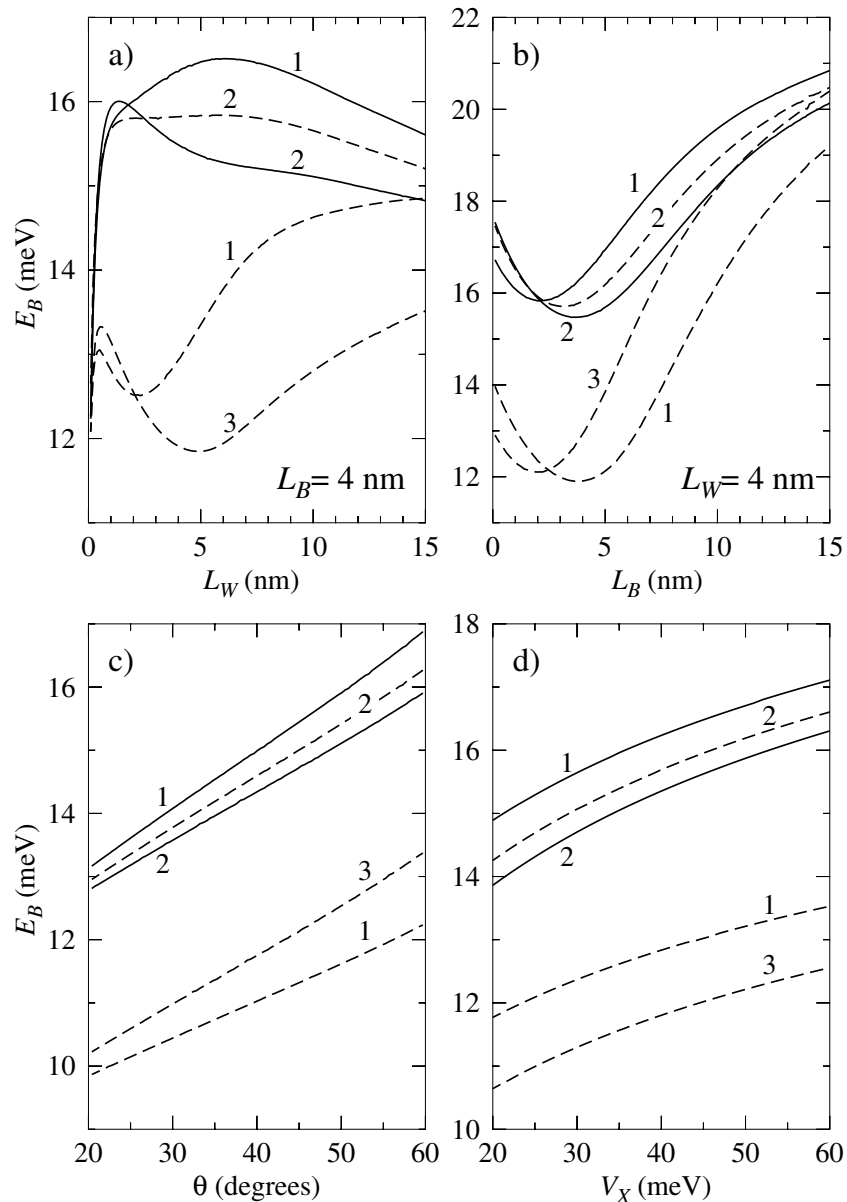 a)
16
14
12
E_B (meV)
1
2
2
1
3
L_B = 4 nm
0 5 10 15
L_W (nm)
b)
22
20
18
16
14
12
1
2
2
3
1
L_W = 4 nm
0 5 10 15
L_B (nm)
c)
16
14
12
10
E_B (meV)
1
2
2
3
1
20 30 40 50 60
θ (degrees)
d)
18
16
14
12
10
1
2
2
1
3
20 30 40 50 60
V_X (meV)